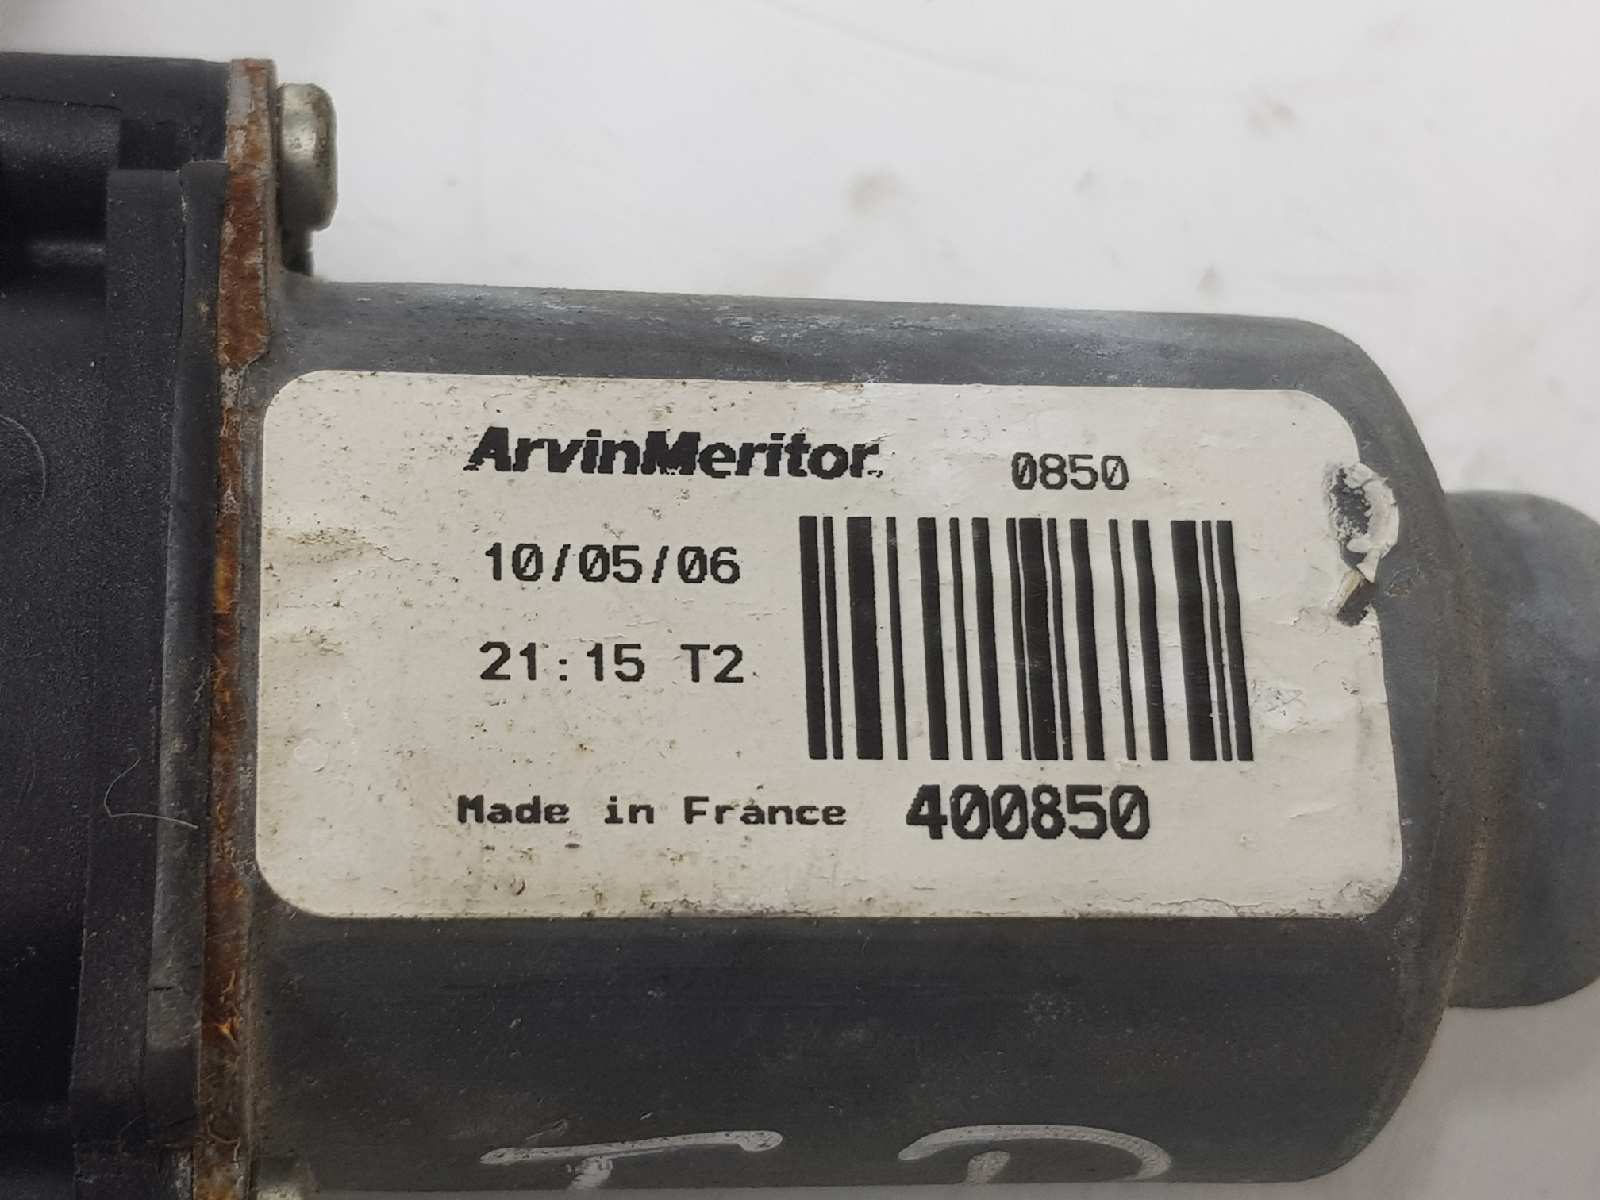 ArvinMeritor 0850
10/05/06
21:15 T2
Made in France 400850